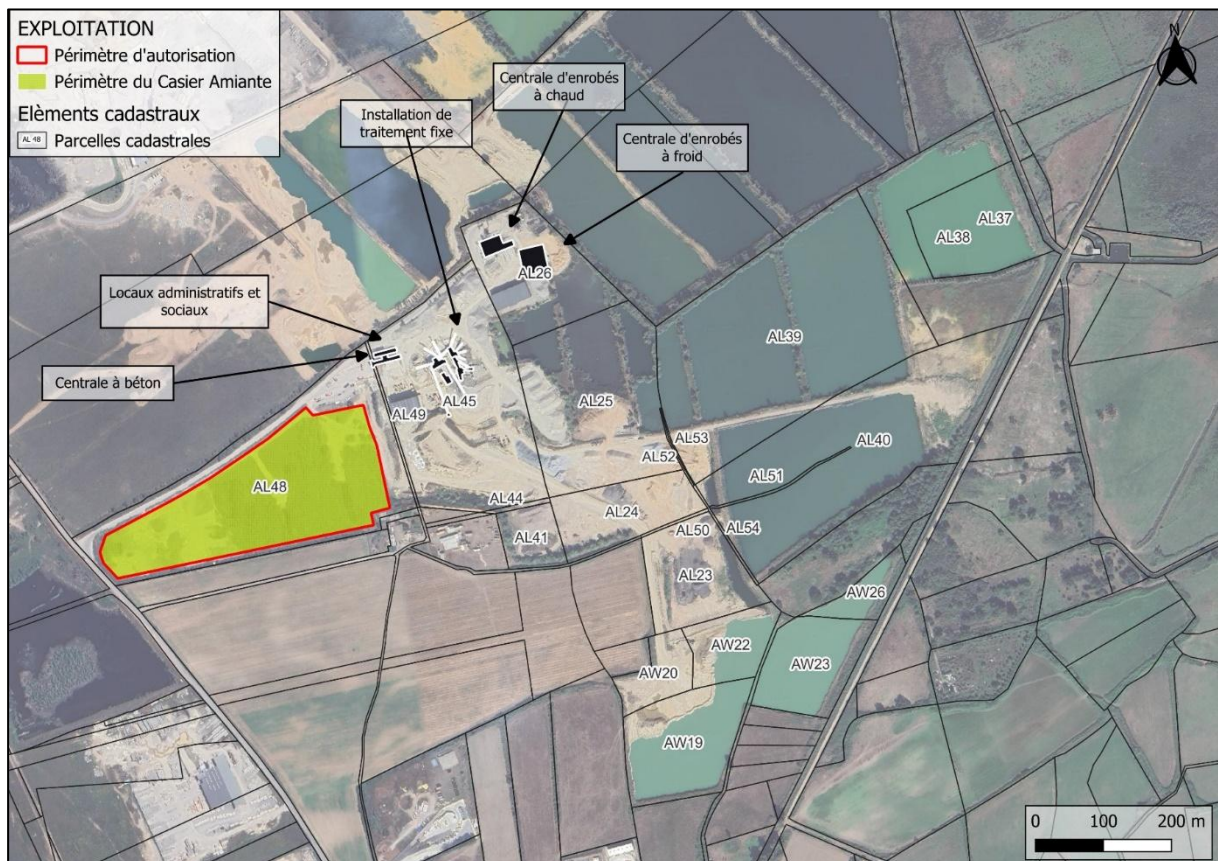 EXPLOITATION
Périmètre d'autorisation
Périmètre du Casier Amiante
Elèments cadastraux
AL 48 Parcelles cadastrales
N
Centrale d'enrobés
à chaud
Installation de
traitement fixe
Centrale d'enrobés
à froid
Locaux administratifs et
sociaux
Centrale à béton
AL37
AL38
AL26
AL39
AL49
AL45
AL25
AL53
AL40
AL52
AL51
AL48
AL44
AL24
AL50
AL54
AL41
AL23
AW26
AW22
AW23
AW20
AW19
0 100 200 m